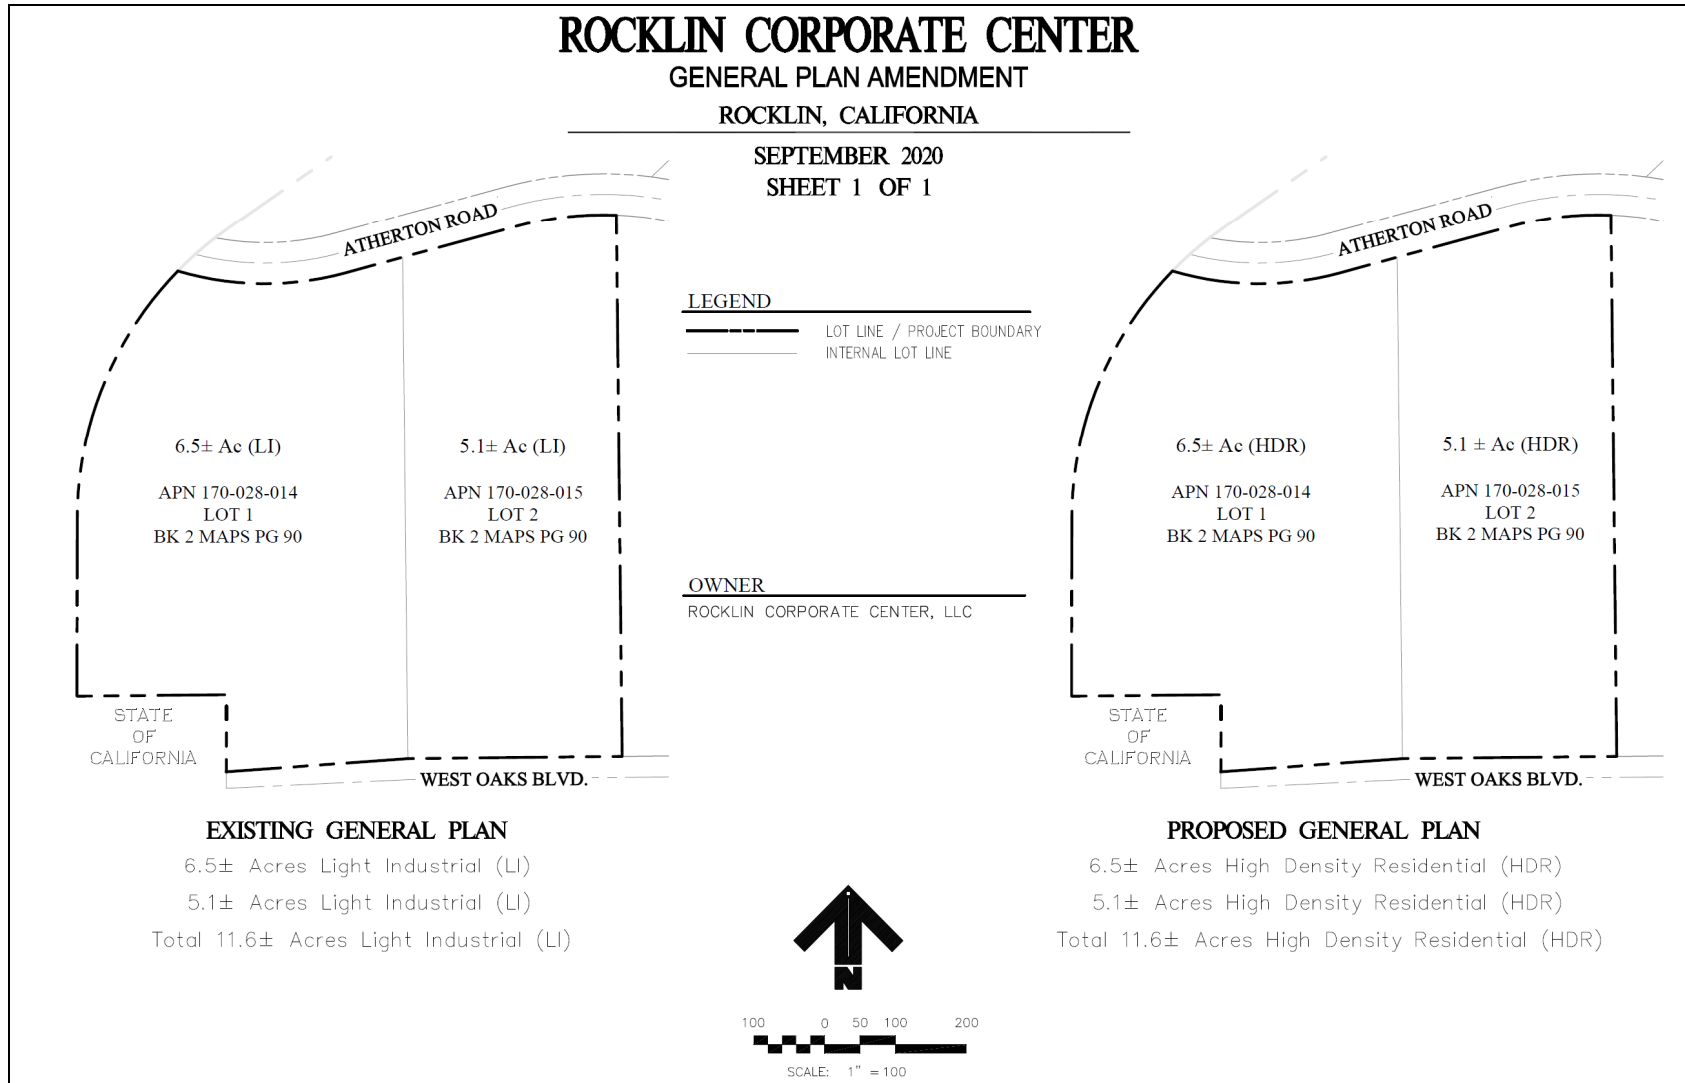 ROCKLIN CORPORATE CENTER
GENERAL PLAN AMENDMENT
ROCKLIN, CALIFORNIA
SEPTEMBER 2020
SHEET 1 OF 1
ATHERTON ROAD
6.5± Ac (LI)
APN 170-028-014
LOT 1
BK 2 MAPS PG 90
5.1± Ac (LI)
APN 170-028-015
LOT 2
BK 2 MAPS PG 90
STATE
OF
CALIFORNIA
WEST OAKS BLVD.
EXISTING GENERAL PLAN
6.5± Acres Light Industrial (LI)
5.1± Acres Light Industrial (LI)
Total 11.6± Acres Light Industrial (LI)
LEGEND
LOT LINE / PROJECT BOUNDARY
INTERNAL LOT LINE
OWNER
ROCKLIN CORPORATE CENTER, LLC
ATHERTON ROAD
6.5± Ac (HDR)
APN 170-028-014
LOT 1
BK 2 MAPS PG 90
5.1 ± Ac (HDR)
APN 170-028-015
LOT 2
BK 2 MAPS PG 90
STATE
OF
CALIFORNIA
WEST OAKS BLVD.
PROPOSED GENERAL PLAN
6.5± Acres High Density Residential (HDR)
5.1± Acres High Density Residential (HDR)
Total 11.6± Acres High Density Residential (HDR)
N
100 0 50 100 200
SCALE: 1" =100